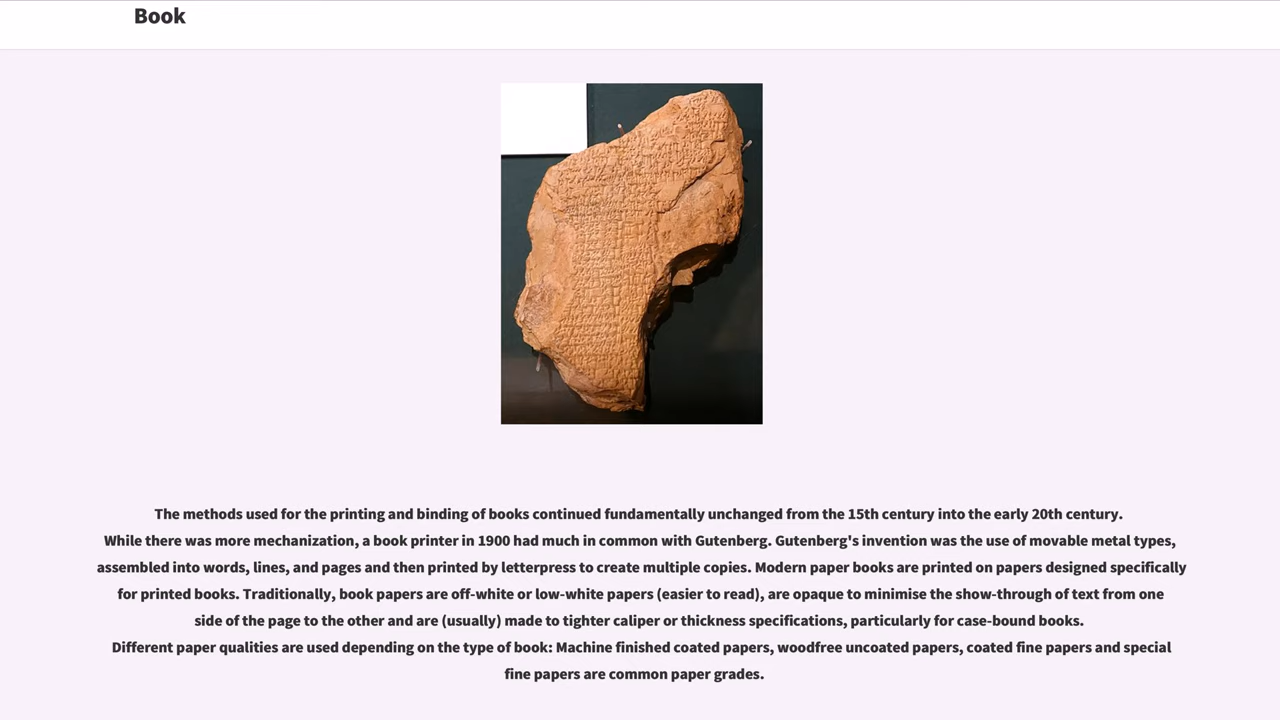 Book
The methods used for the printing and binding of books continued fundamentally unchanged from the 15th century into the early 20th century.
While there was more mechanization, a book printer in 1900 had much in common with Gutenberg. Gutenberg's invention was the use of movable metal types,
assembled into words, lines, and pages and then printed by letterpress to create multiple copies. Modern paper books are printed on papers designed specifically
for printed books. Traditionally, book papers are off-white or low-white papers (easier to read), are opaque to minimise the show-through of text from one
side of the page to the other and are (usually) made to tighter caliper or thickness specifications, particularly for case-bound books.
Different paper qualities are used depending on the type of book: Machine finished coated papers, woodfree uncoated papers, coated fine papers and special
fine papers are common paper grades.